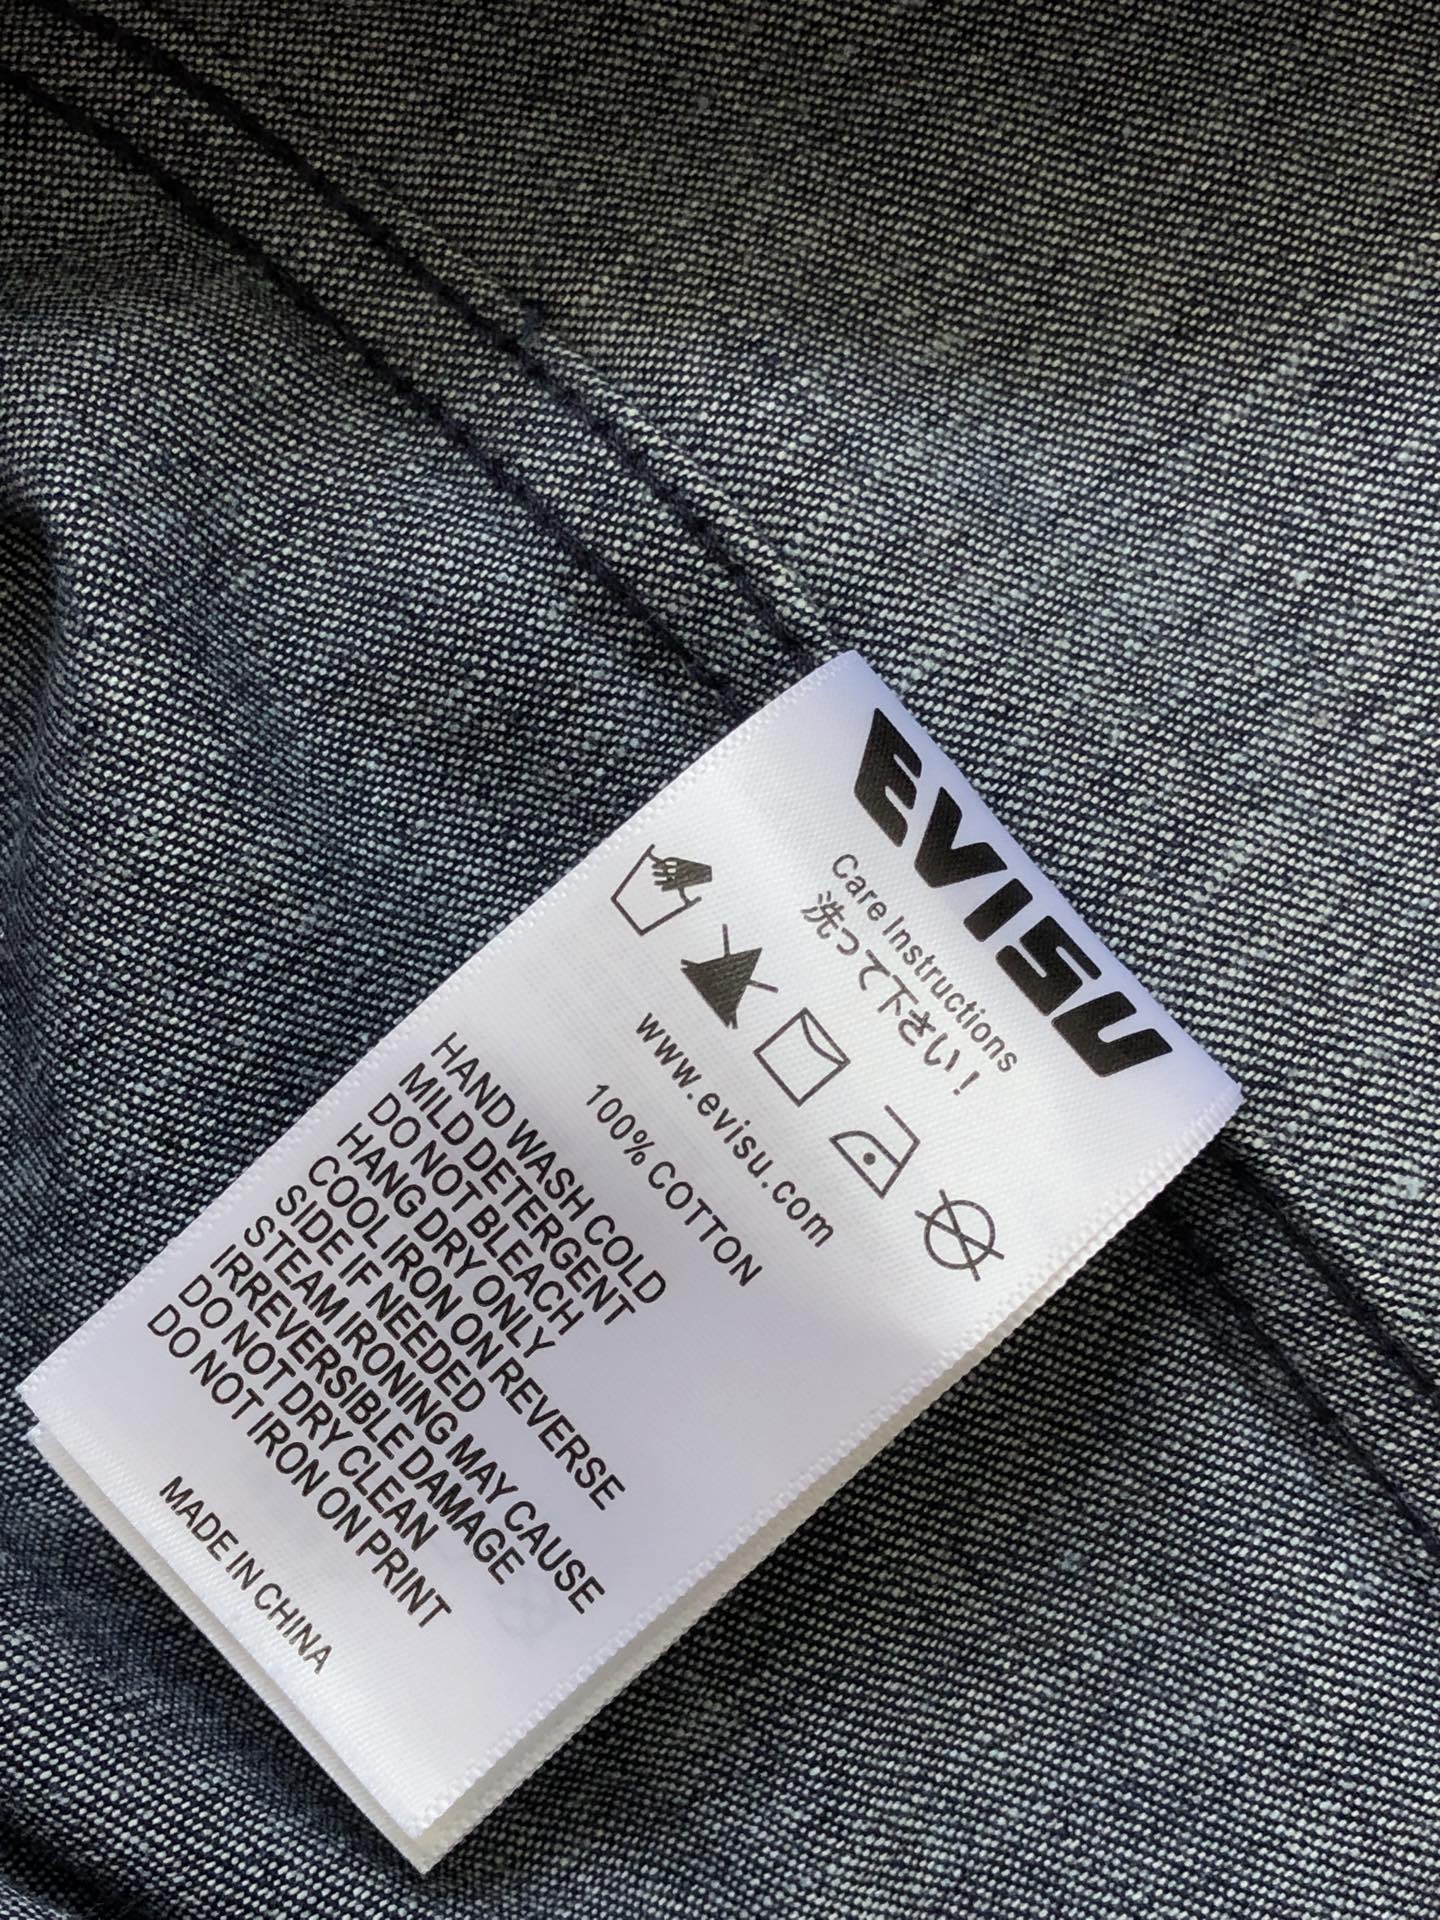 EVISU
Care Instructions
洗って下さい！
www.evisu.com
100% COTTON
HAND WASH COLD
MILD DETERGENT
DO NOT BLEACH
HANG DRY ONLY
COOL IRON ON REVERSE
SIDE IF NEEDED
STEAM IRONING MAY CAUSE
IRREVERSIBLE DAMAGE
DO NOT DRY CLEAN
DO NOT IRON ON PRINT
MADE IN CHINA